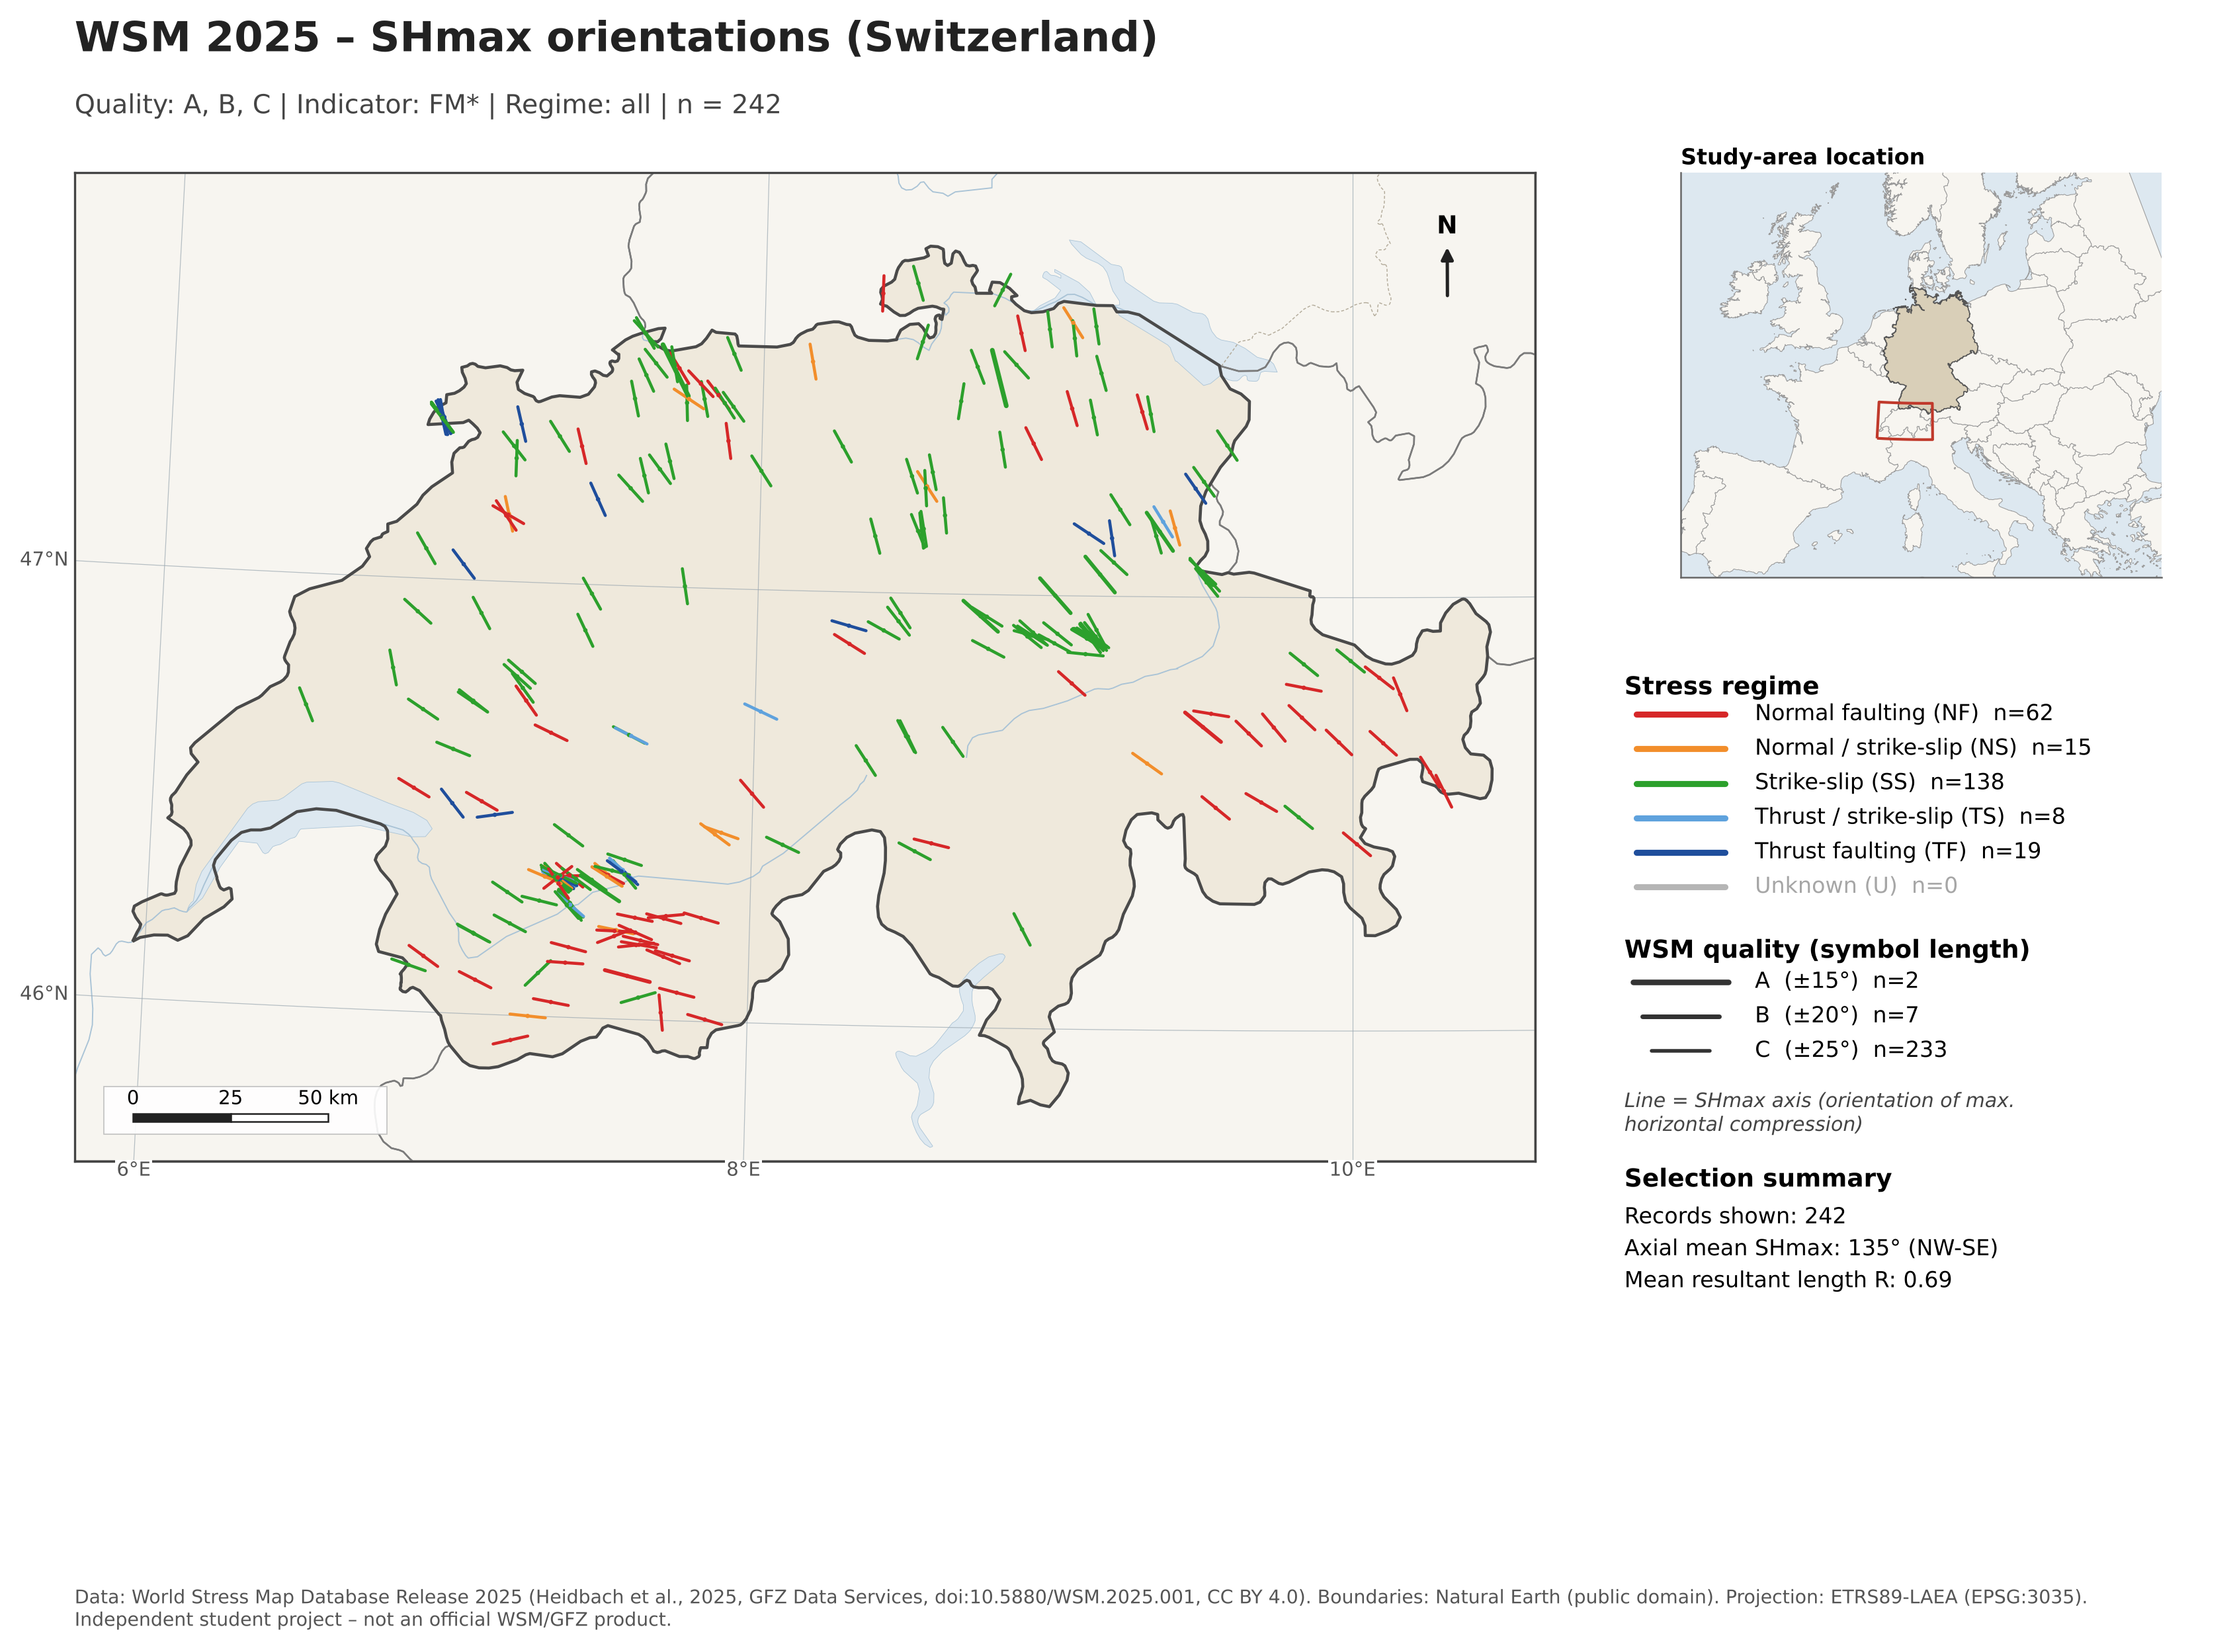 WSM 2025 – SHmax orientations (Switzerland)
Quality: A, B, C | Indicator: FM* | Regime: all | n = 242
Study-area location
N
47°N
46°N
0 25 50 km
6°E 8°E 10°E
Stress regime
Normal faulting (NF) n=62
Normal / strike-slip (NS) n=15
Strike-slip (SS) n=138
Thrust / strike-slip (TS) n=8
Thrust faulting (TF) n=19
Unknown (U) n=0
WSM quality (symbol length)
A (±15°) n=2
B (±20°) n=7
C (±25°) n=233
Line = SHmax axis (orientation of max.
horizontal compression)
Selection summary
Records shown: 242
Axial mean SHmax: 135° (NW-SE)
Mean resultant length R: 0.69
Data: World Stress Map Database Release 2025 (Heidbach et al., 2025, GFZ Data Services, doi:10.5880/WSM.2025.001, CC BY 4.0). Boundaries: Natural Earth (public domain). Projection: ETRS89-LAEA (EPSG:3035).
Independent student project – not an official WSM/GFZ product.